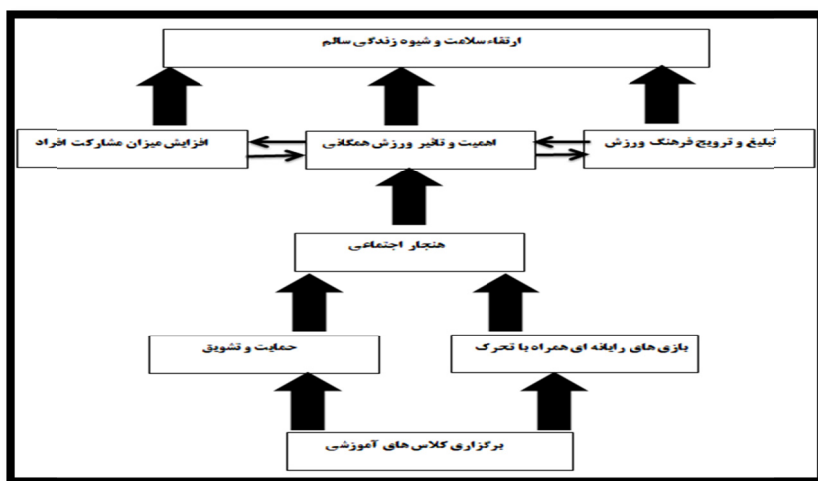 ارتقاء سلامت و شیوه زندگی سالم
تبلیغ و ترویج فرهنگ ورزش
اهمیت و تاثیر ورزش همگانی
افزایش میزان مشارکت افراد
هنجار اجتماعی
بازی های رایانه ای همراه با تحرک
حمایت و تشویق
برگزاری کلاس های آموزشی